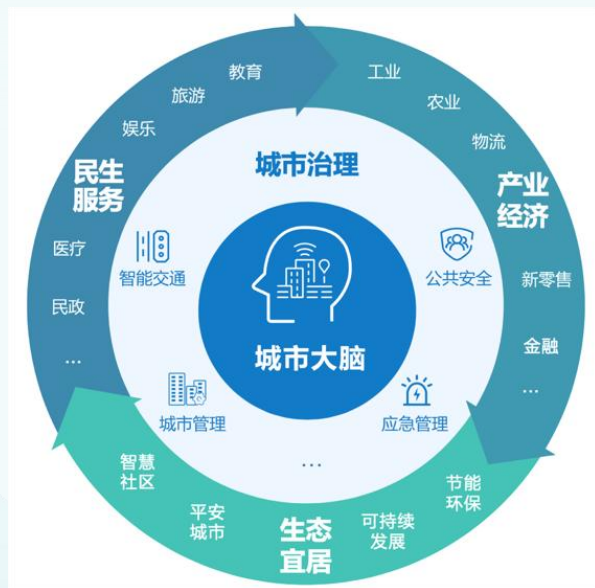 教育
旅游
娱乐
民生
服务
医疗
民政
...
工业
农业
物流
产业
经济
新零售
金融
...
节能
环保
可持续
发展
生态
宜居
平安
城市
智慧
社区
城市治理
智能交通
公共安全
城市大脑
城市管理
应急管理
...